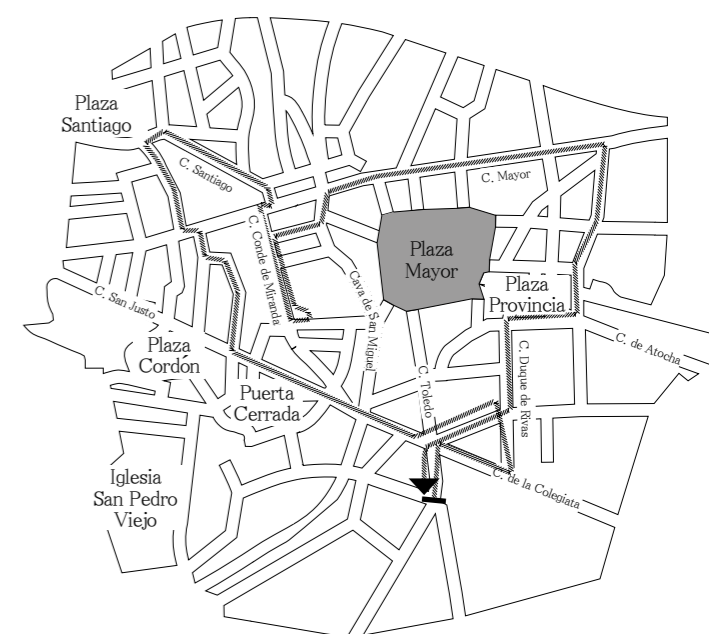 Plaza
Santiago
C. Santiago
C. Mayor
C. Conde de Miranda
Plaza
Mayor
Plaza
Provincia
Cava de San
Miguel
C. San Justo
Plaza
Cordón
C. de Atocha
C. Duque de Rivas
C. Toledo
Puerta
Cerrada
Iglesia
San Pedro
Viejo
C. de la Colegiata